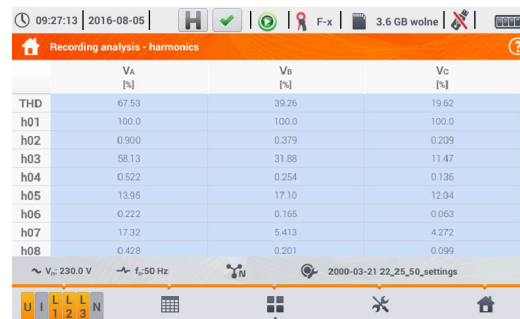 09:27:13 2016-08-05 H F-x 3.6 GB wolne
Recording analysis - harmonics ?
VA VB VC
[%] [%] [%]
THD 67.53 39.26 19.62
h01 100.0 100.0 100.0
h02 0.900 0.379 0.209
h03 58.13 31.88 11.47
h04 0.522 0.254 0.136
h05 13.95 17.10 12.04
h06 0.222 0.165 0.063
h07 17.32 5.413 4.272
h08 0.428 0.201 0.099
Vn: 230.0 V fn:50 Hz N 2000-03-21 22_25_50_settings
U I L1 L2 L3 N